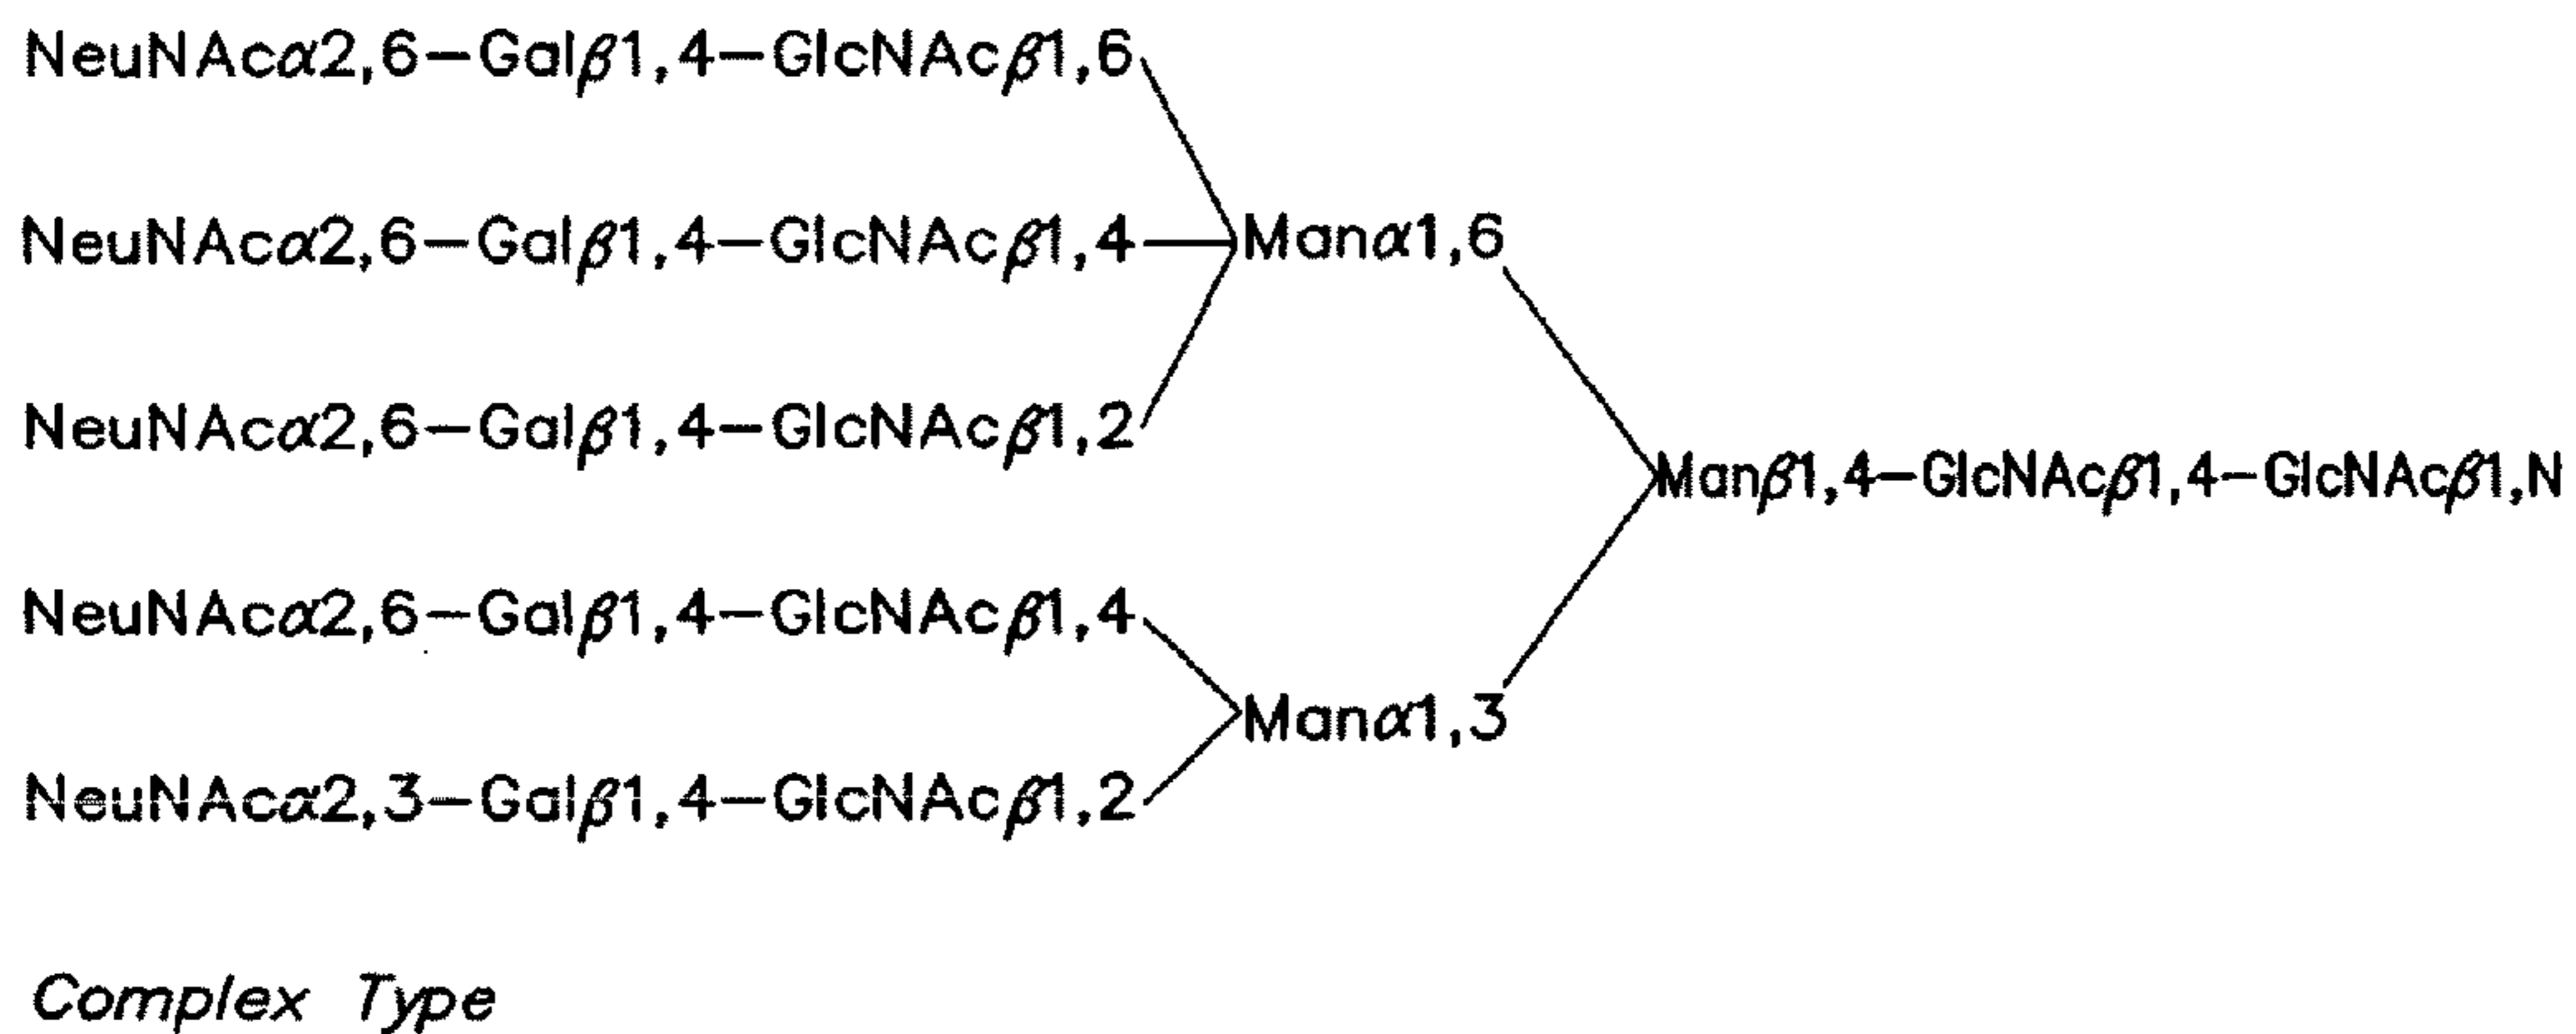 NeuNAcα2,6–Galβ1,4–GlcNAcβ1,6
NeuNAcα2,6–Galβ1,4–GlcNAcβ1,4–Manα1,6
NeuNAcα2,6–Galβ1,4–GlcNAcβ1,2
Manβ1,4–GlcNAcβ1,4–GlcNAcβ1,N
NeuNAcα2,6–Galβ1,4–GlcNAcβ1,4
Manα1,3
NeuNAcα2,3–Galβ1,4–GlcNAcβ1,2
Complex Type